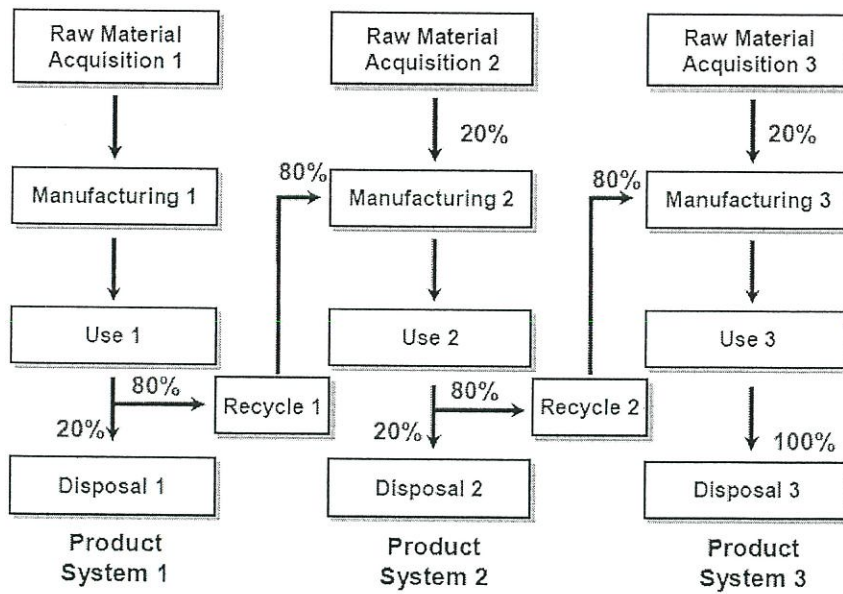 Raw Material
Acquisition 1
Raw Material
Acquisition 2
Raw Material
Acquisition 3
20%
20%
80%
80%
Manufacturing 1
Manufacturing 2
Manufacturing 3
Use 1
Use 2
Use 3
80%
Recycle 1
80%
Recycle 2
20%
20%
100%
Disposal 1
Disposal 2
Disposal 3
Product
System 1
Product
System 2
Product
System 3